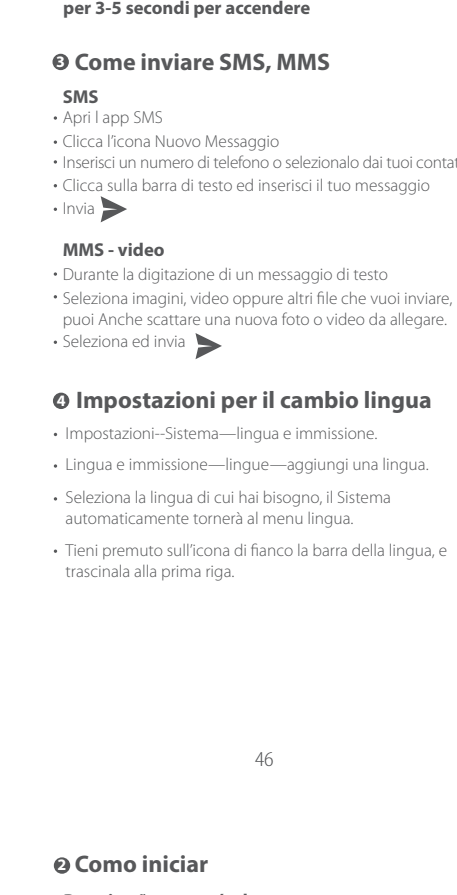 per 3-5 secondi per accendere
❸ Come inviare SMS, MMS
SMS
• Apri l app SMS
• Clicca l'icona Nuovo Messaggio
• Inserisci un numero di telefono o selezionalo dai tuoi contat
• Clicca sulla barra di testo ed inserisci il tuo messaggio
• Invia
MMS - video
• Durante la digitazione di un messaggio di testo
• Seleziona imagini, video oppure altri file che vuoi inviare,
puoi Anche scattare una nuova foto o video da allegare.
• Seleziona ed invia
❹ Impostazioni per il cambio lingua
• Impostazioni--Sistema—lingua e immissione.
• Lingua e immissione—lingue—aggiungi una lingua.
• Seleziona la lingua di cui hai bisogno, il Sistema
automaticamente tornerà al menu lingua.
• Tieni premuto sull'icona di fianco la barra della lingua, e
trascinala alla prima riga.
46
❷ Como iniciar